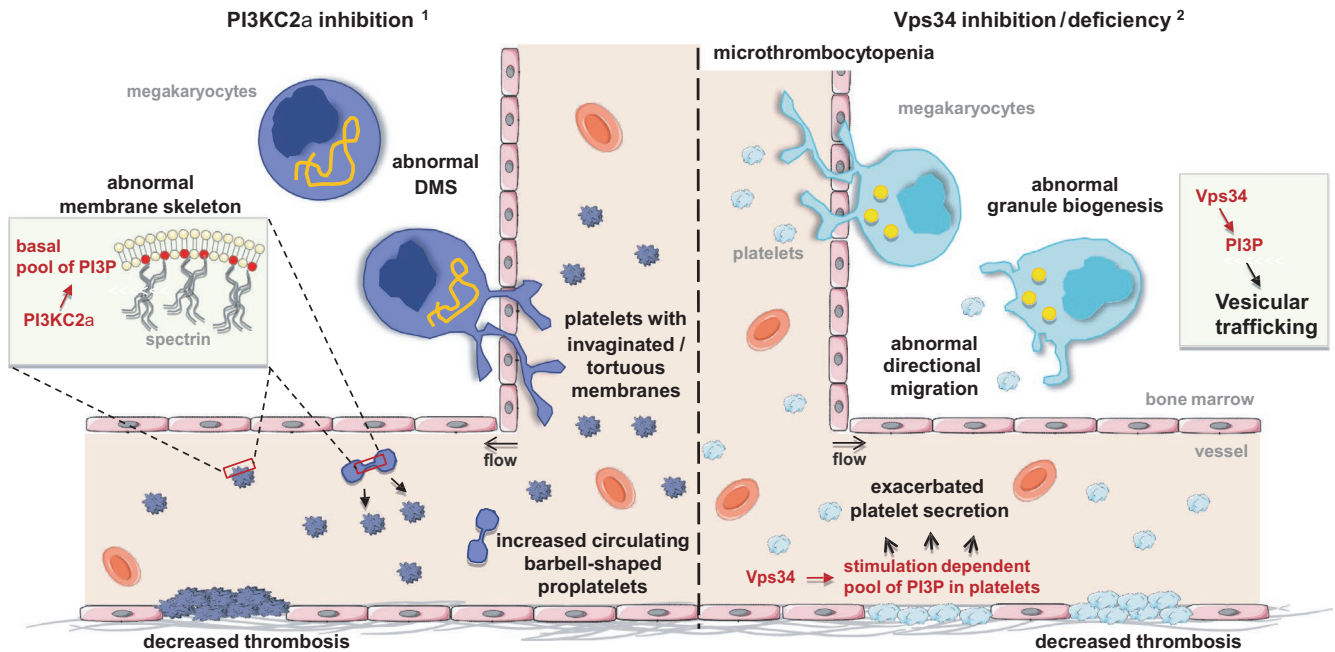 PI3KC2a inhibition 1
megakaryocytes
abnormal
DMS
abnormal
membrane skeleton
basal
pool of PI3P
PI3KC2a
spectrin
platelets with
invaginated /
tortuous
membranes
flow
increased circulating
barbell-shaped
proplatelets
decreased thrombosis
Vps34 inhibition/deficiency 2
microthrombocytopenia
megakaryocytes
abnormal
granule biogenesis
platelets
abnormal
directional
migration
Vps34
PI3P
Vesicular
trafficking
bone marrow
vessel
flow
exacerbated
platelet secretion
Vps34
stimulation dependent
pool of PI3P in platelets
decreased thrombosis